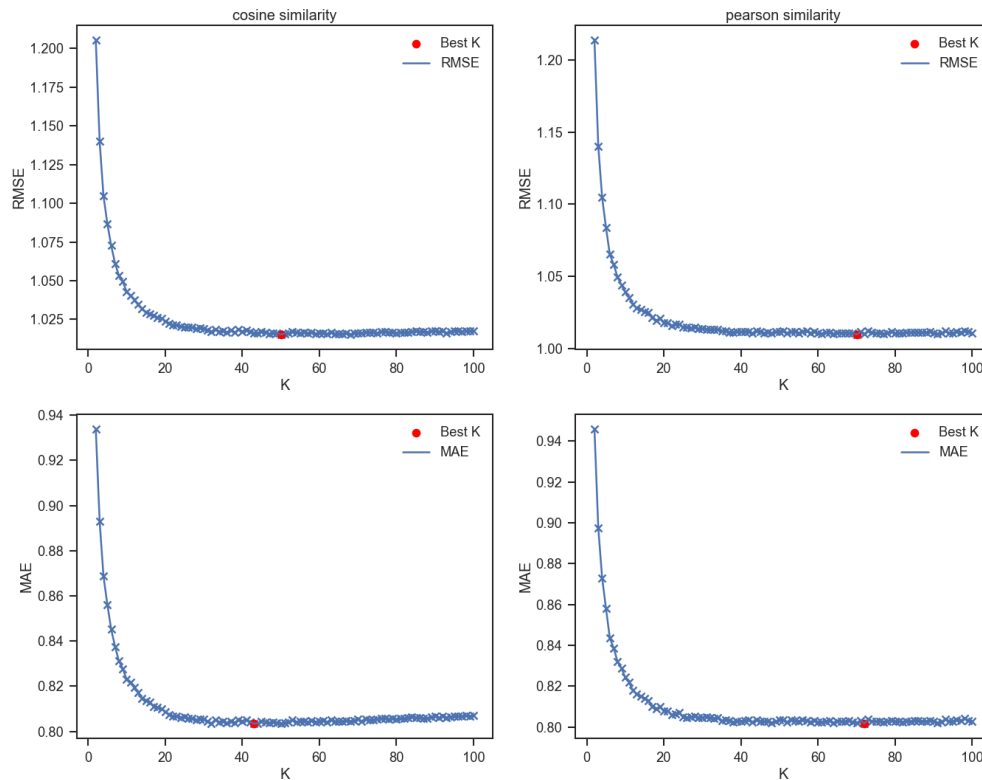 cosine similarity
1.200
1.175
1.150
1.125
1.100
1.075
1.050
1.025
RMSE
Best K
RMSE
0 20 40 60 80 100
K
pearson similarity
1.20
1.15
1.10
1.05
1.00
RMSE
Best K
RMSE
0 20 40 60 80 100
K
0.94
0.92
0.90
0.88
0.86
0.84
0.82
0.80
MAE
Best K
MAE
0 20 40 60 80 100
K
0.94
0.92
0.90
0.88
0.86
0.84
0.82
0.80
MAE
Best K
MAE
0 20 40 60 80 100
K